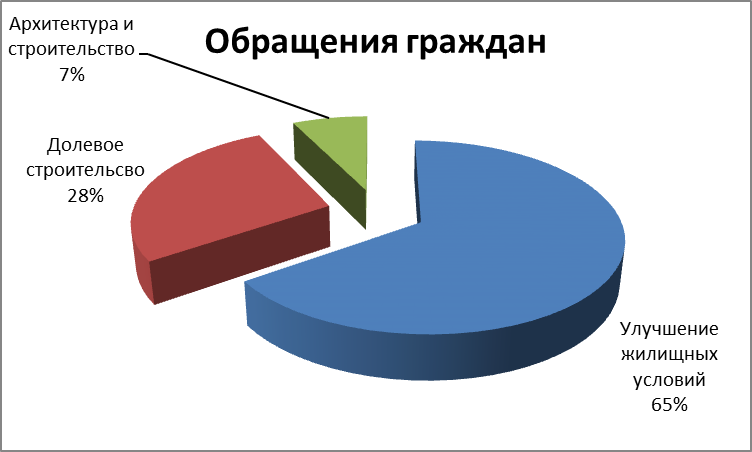 Обращения граждан
Архитектура и
строительство
7%
Долевое
строительсво
28%
Улучшение
жилищных
условий
65%